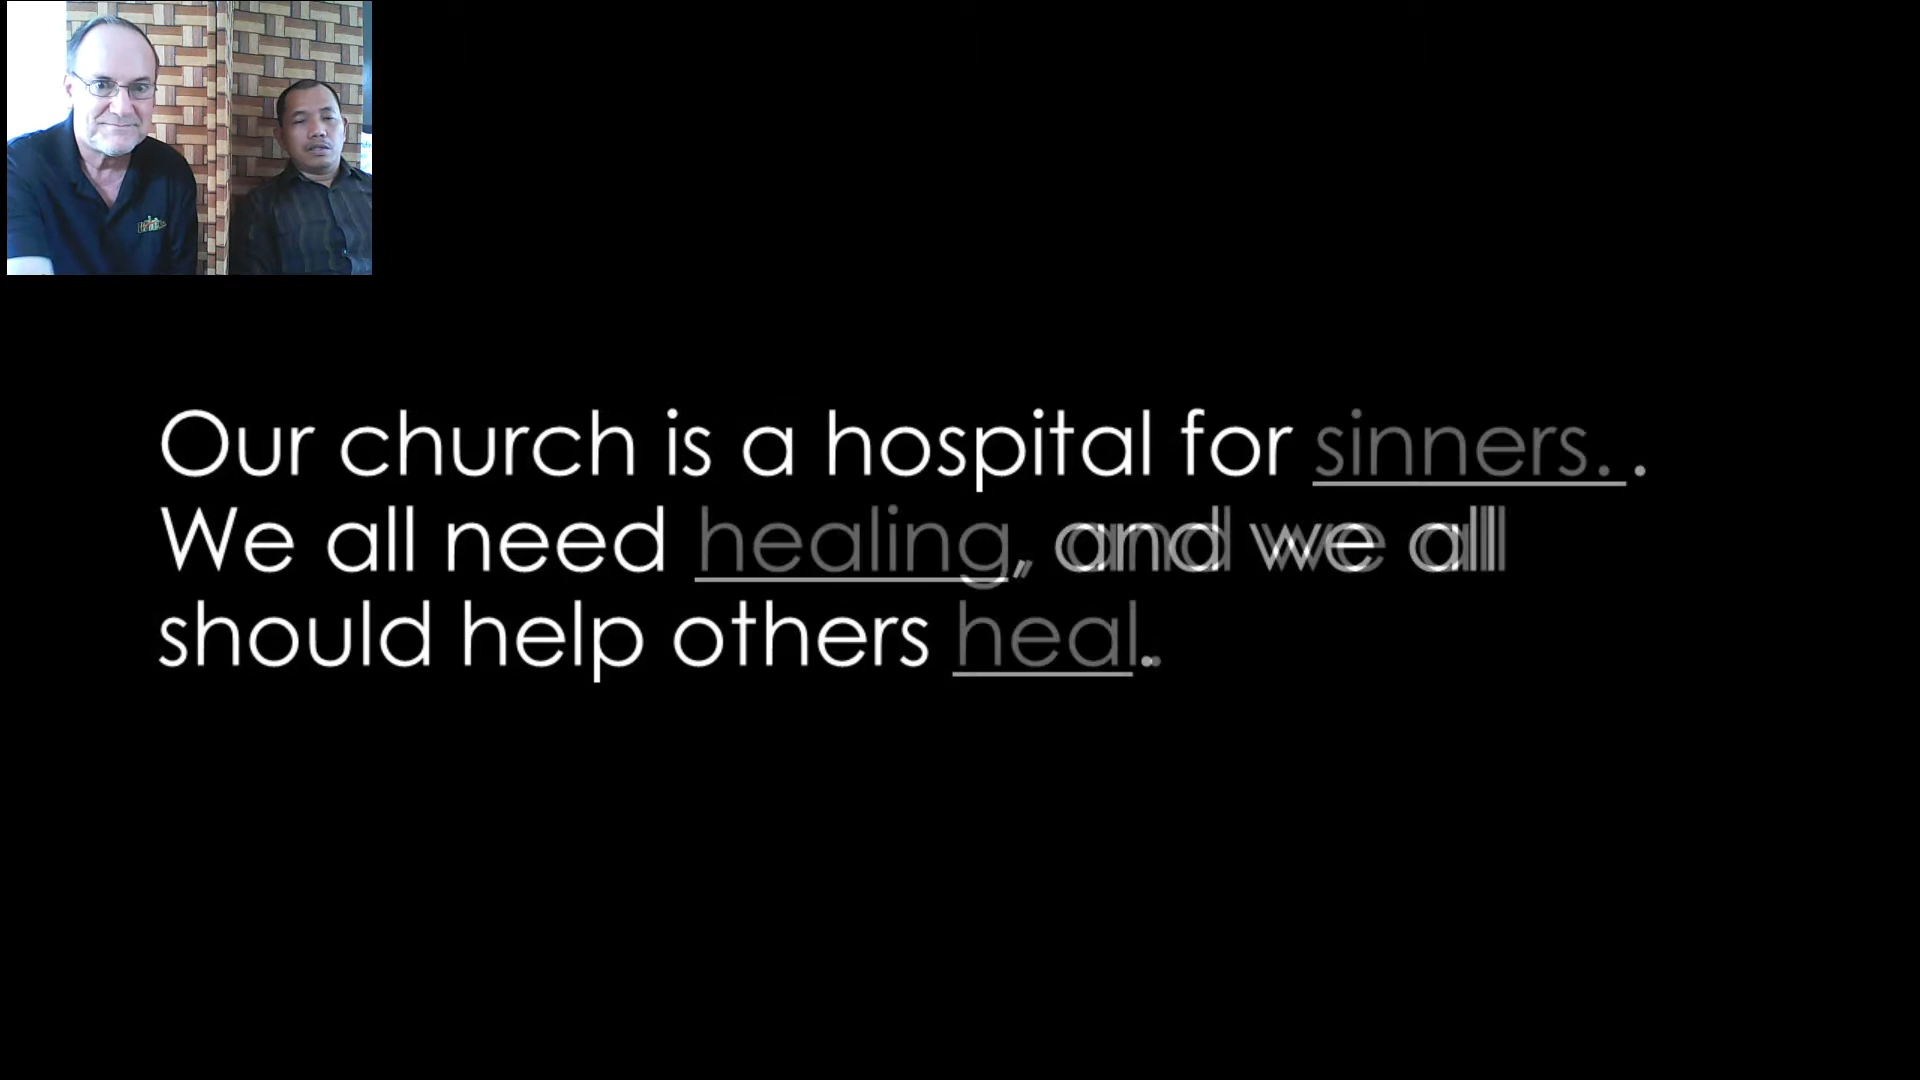 Our church is a hospital for sinners. .
We all need healing, and we all
should help others heal.